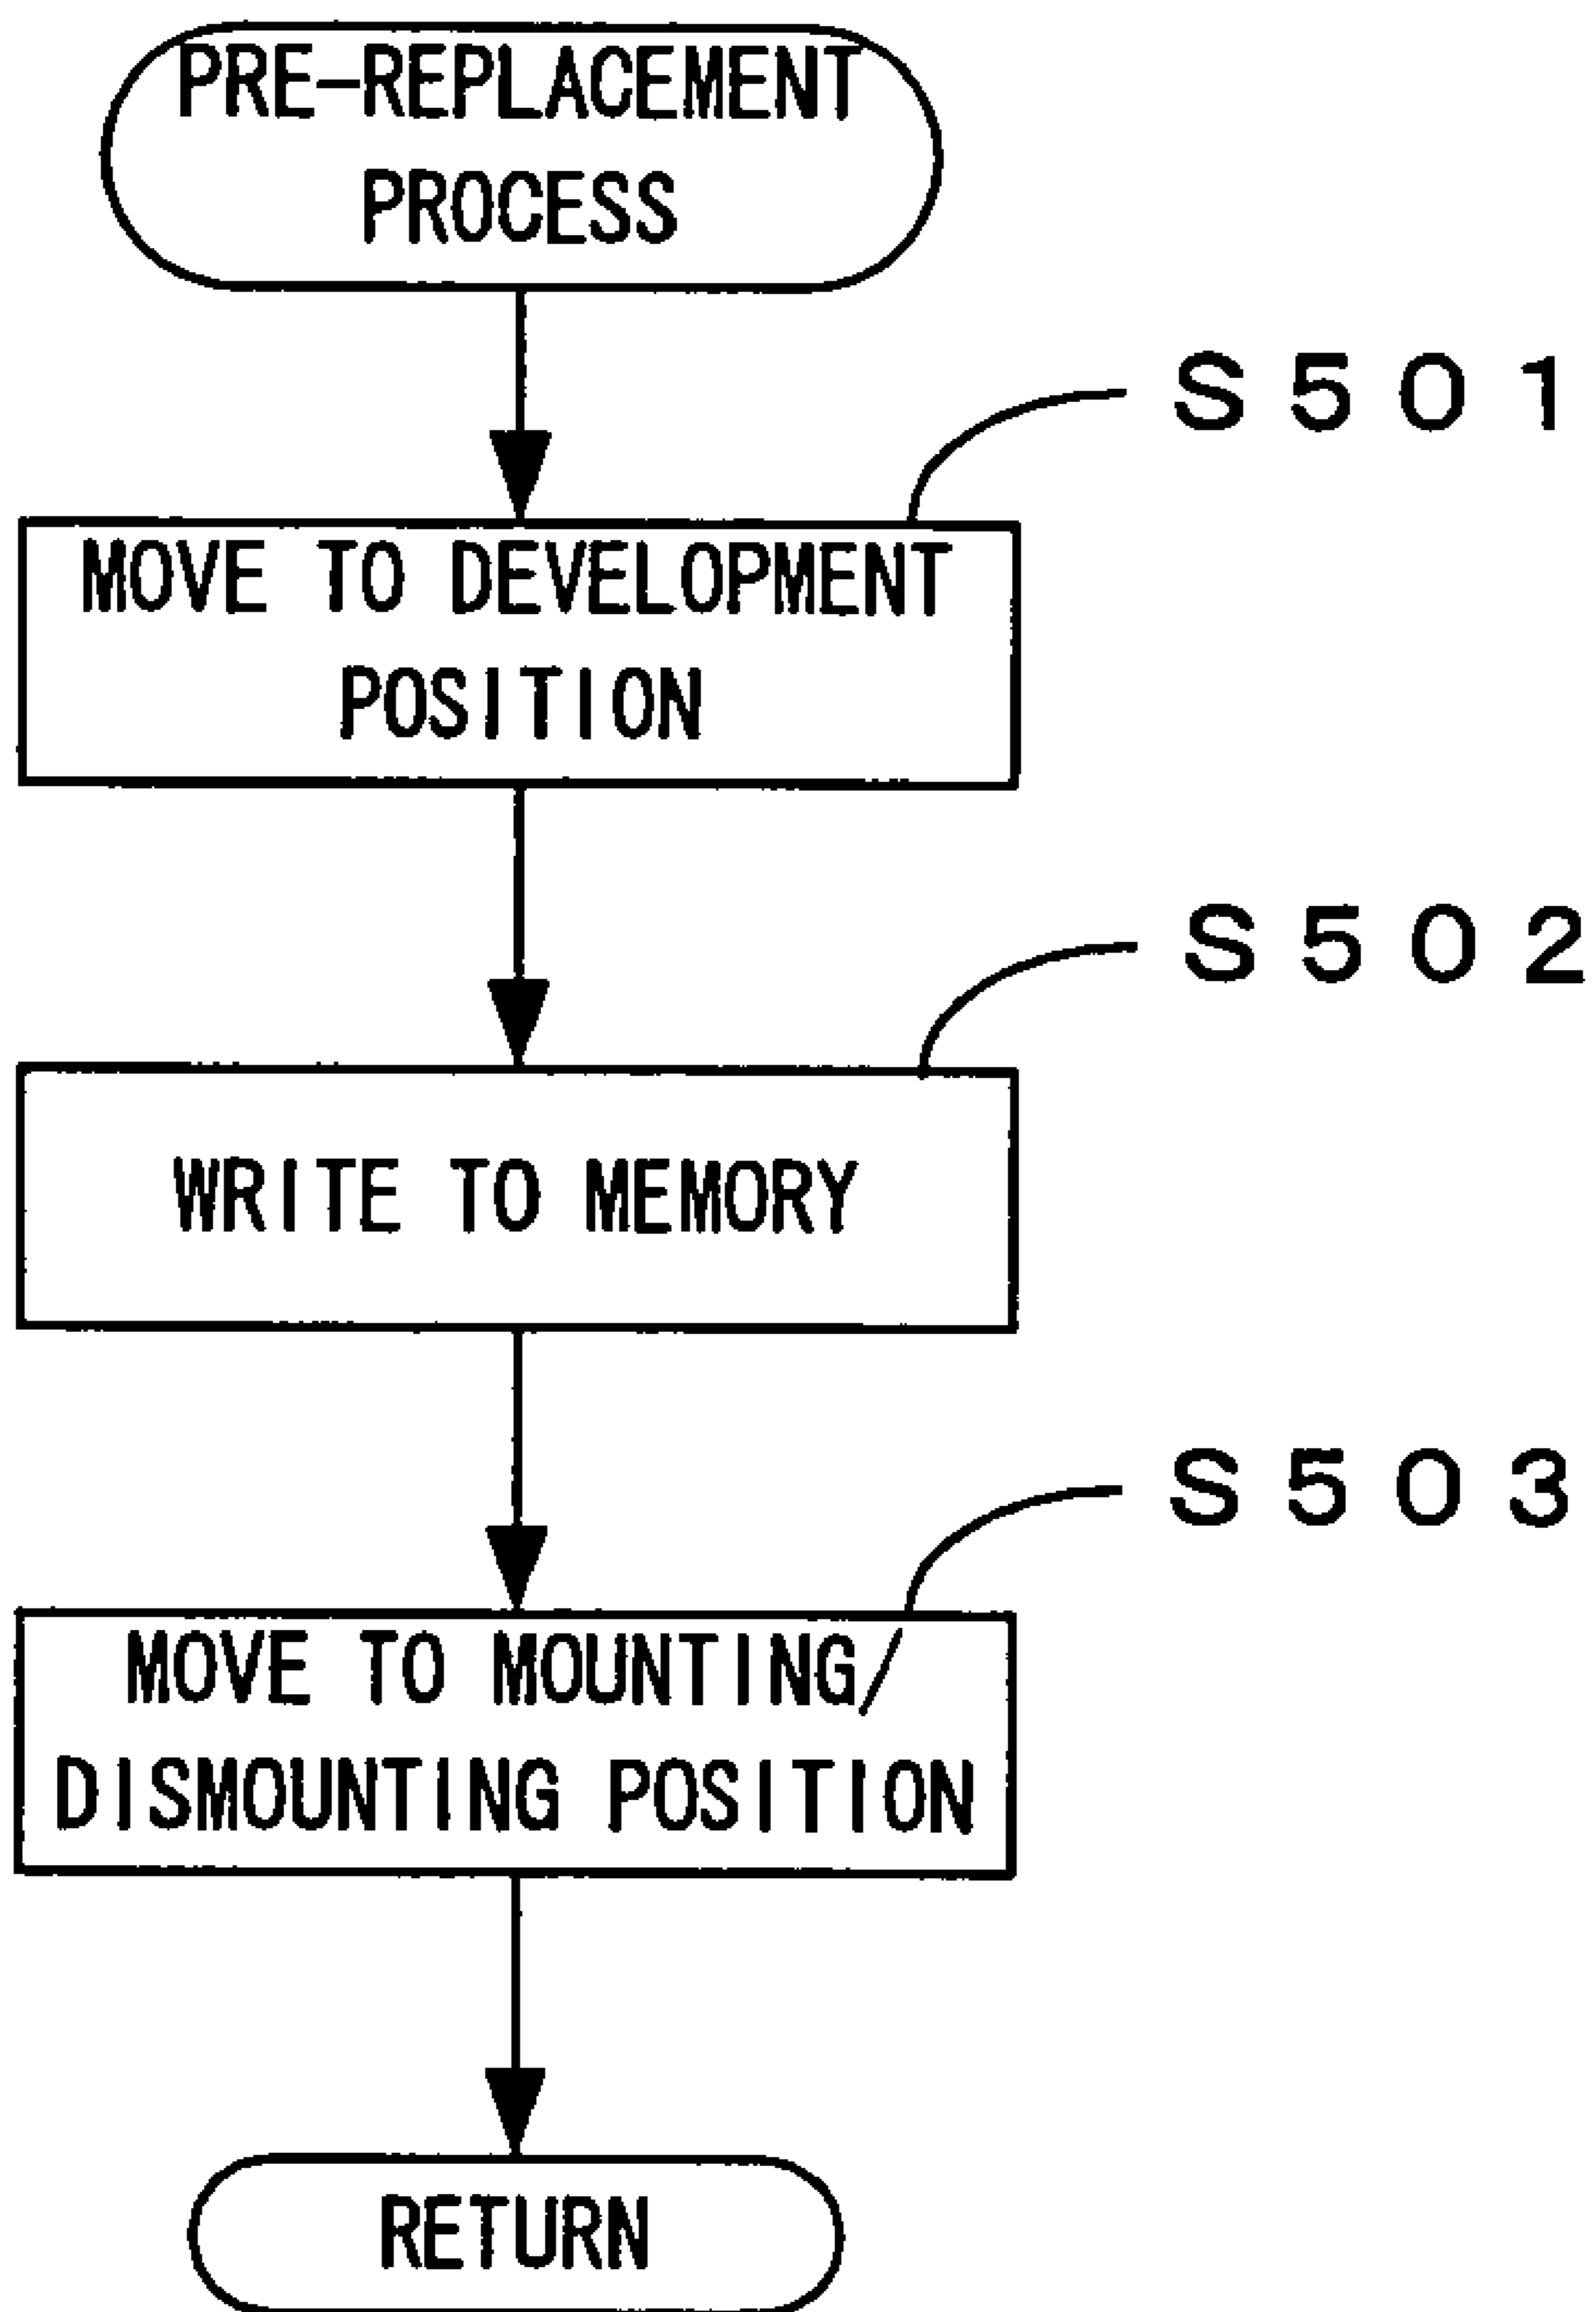 PRE-REPLACEMENT
PROCESS
S501
MOVE TO DEVELOPMENT
POSITION
S502
WRITE TO MEMORY
S503
MOVE TO MOUNTING/
DISMOUNTING POSITION
RETURN